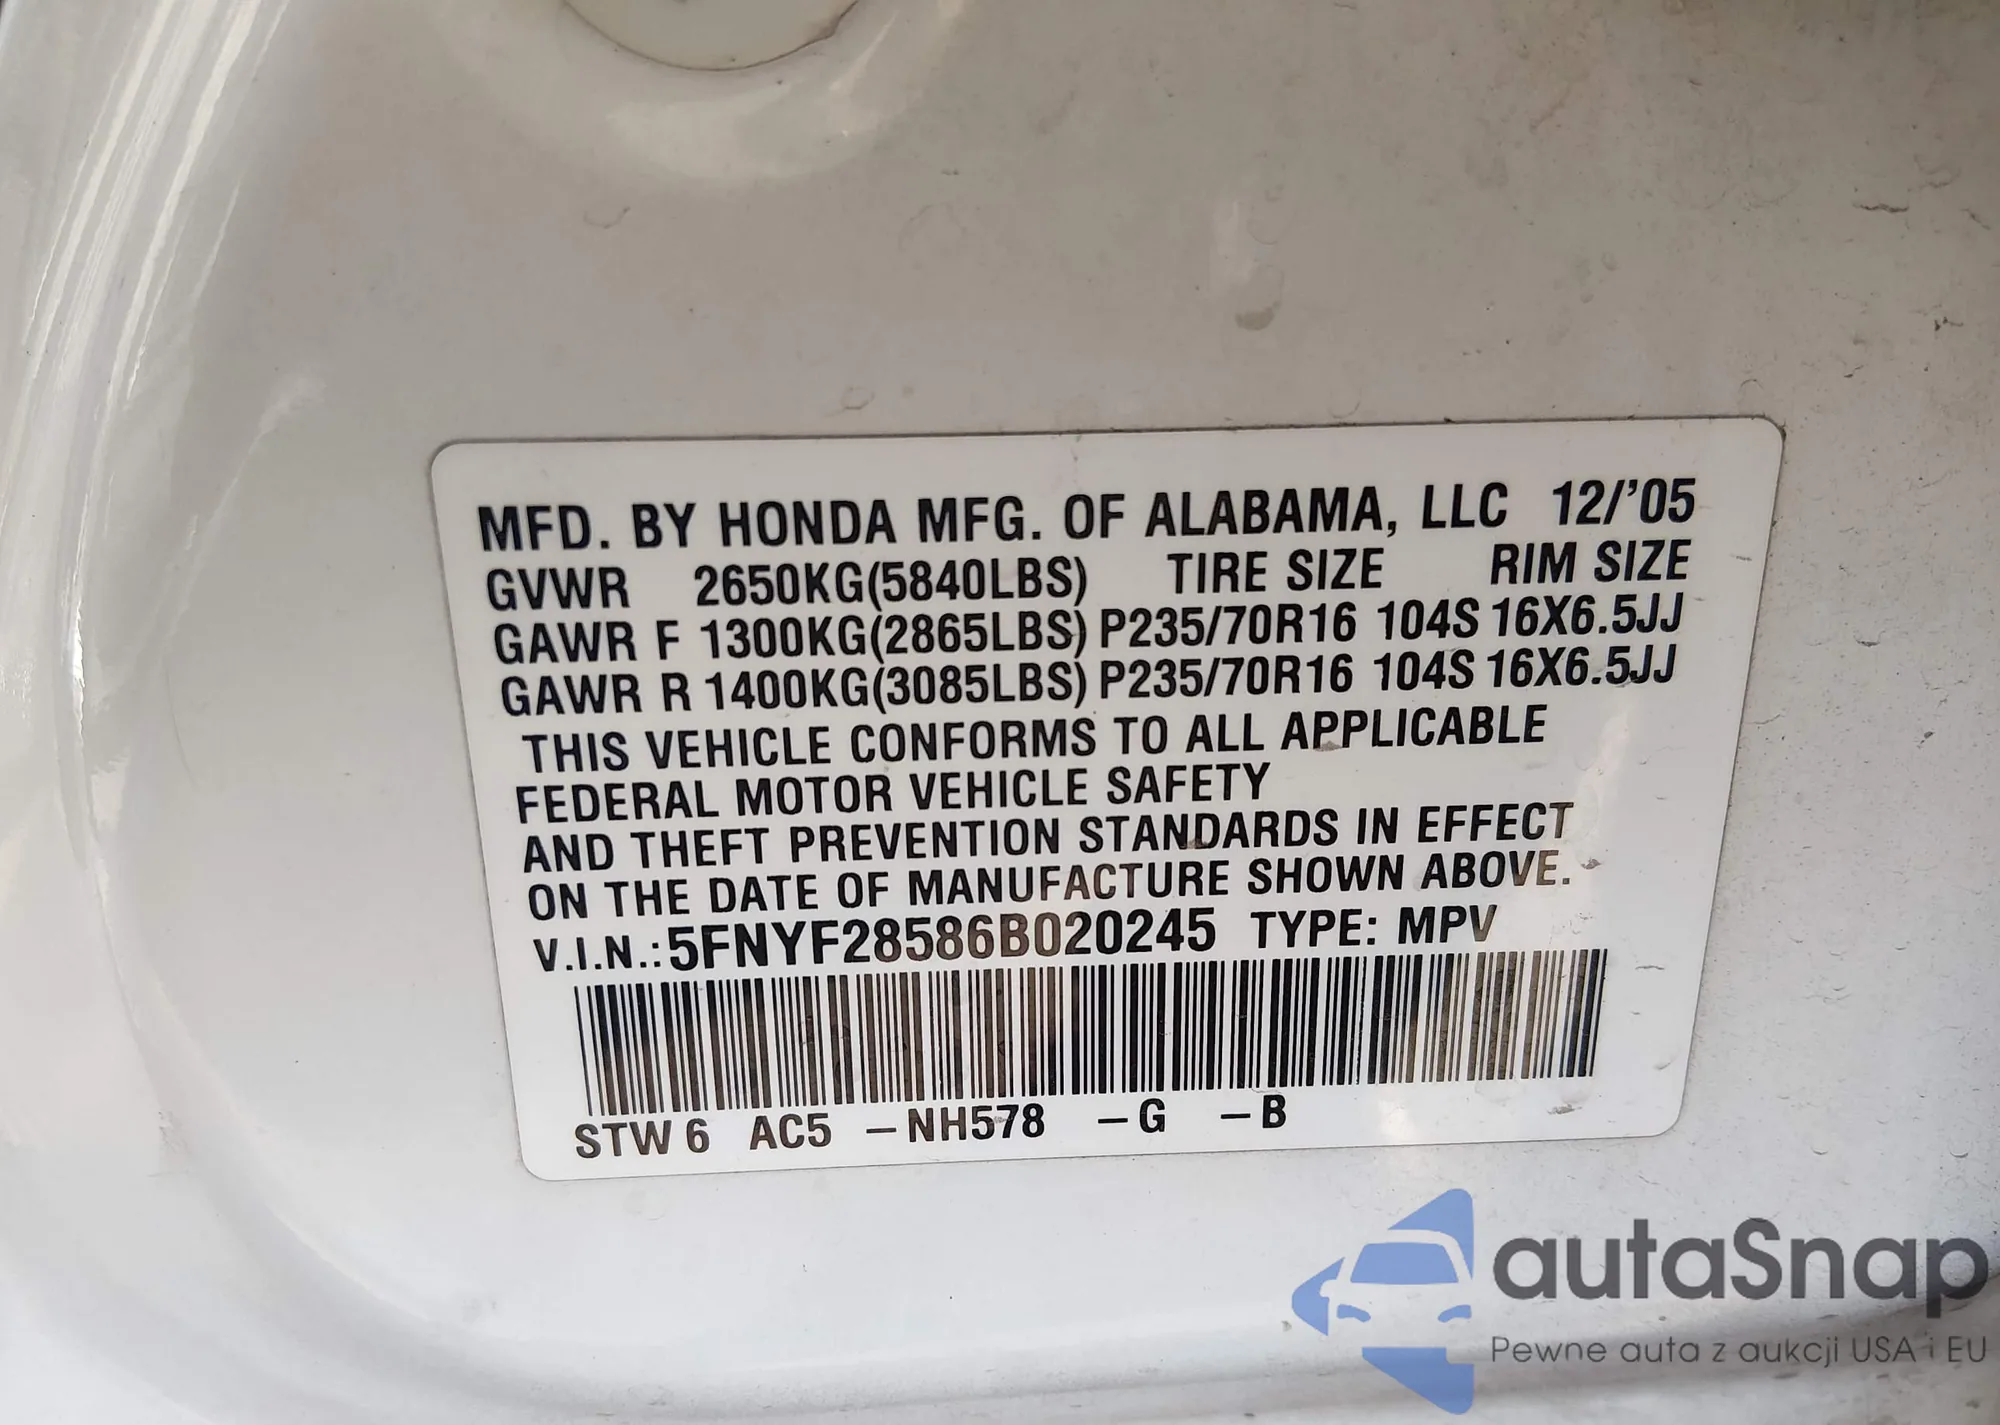 MFD. BY HONDA MFG. OF ALABAMA, LLC 12/'05
GVWR 2650KG(5840LBS) TIRE SIZE RIM SIZE
GAWR F 1300KG(2865LBS) P235/70R16 104S 16X6.5JJ
GAWR R 1400KG(3085LBS) P235/70R16 104S 16X6.5JJ
THIS VEHICLE CONFORMS TO ALL APPLICABLE
FEDERAL MOTOR VEHICLE SAFETY
AND THEFT PREVENTION STANDARDS IN EFFECT
ON THE DATE OF MANUFACTURE SHOWN ABOVE.
V.I.N.:5FNYF28586B020245 TYPE: MPV
STW6 AC5 –NH578 –G –B
autaSnap
Pewne auta z aukcji USA i EU